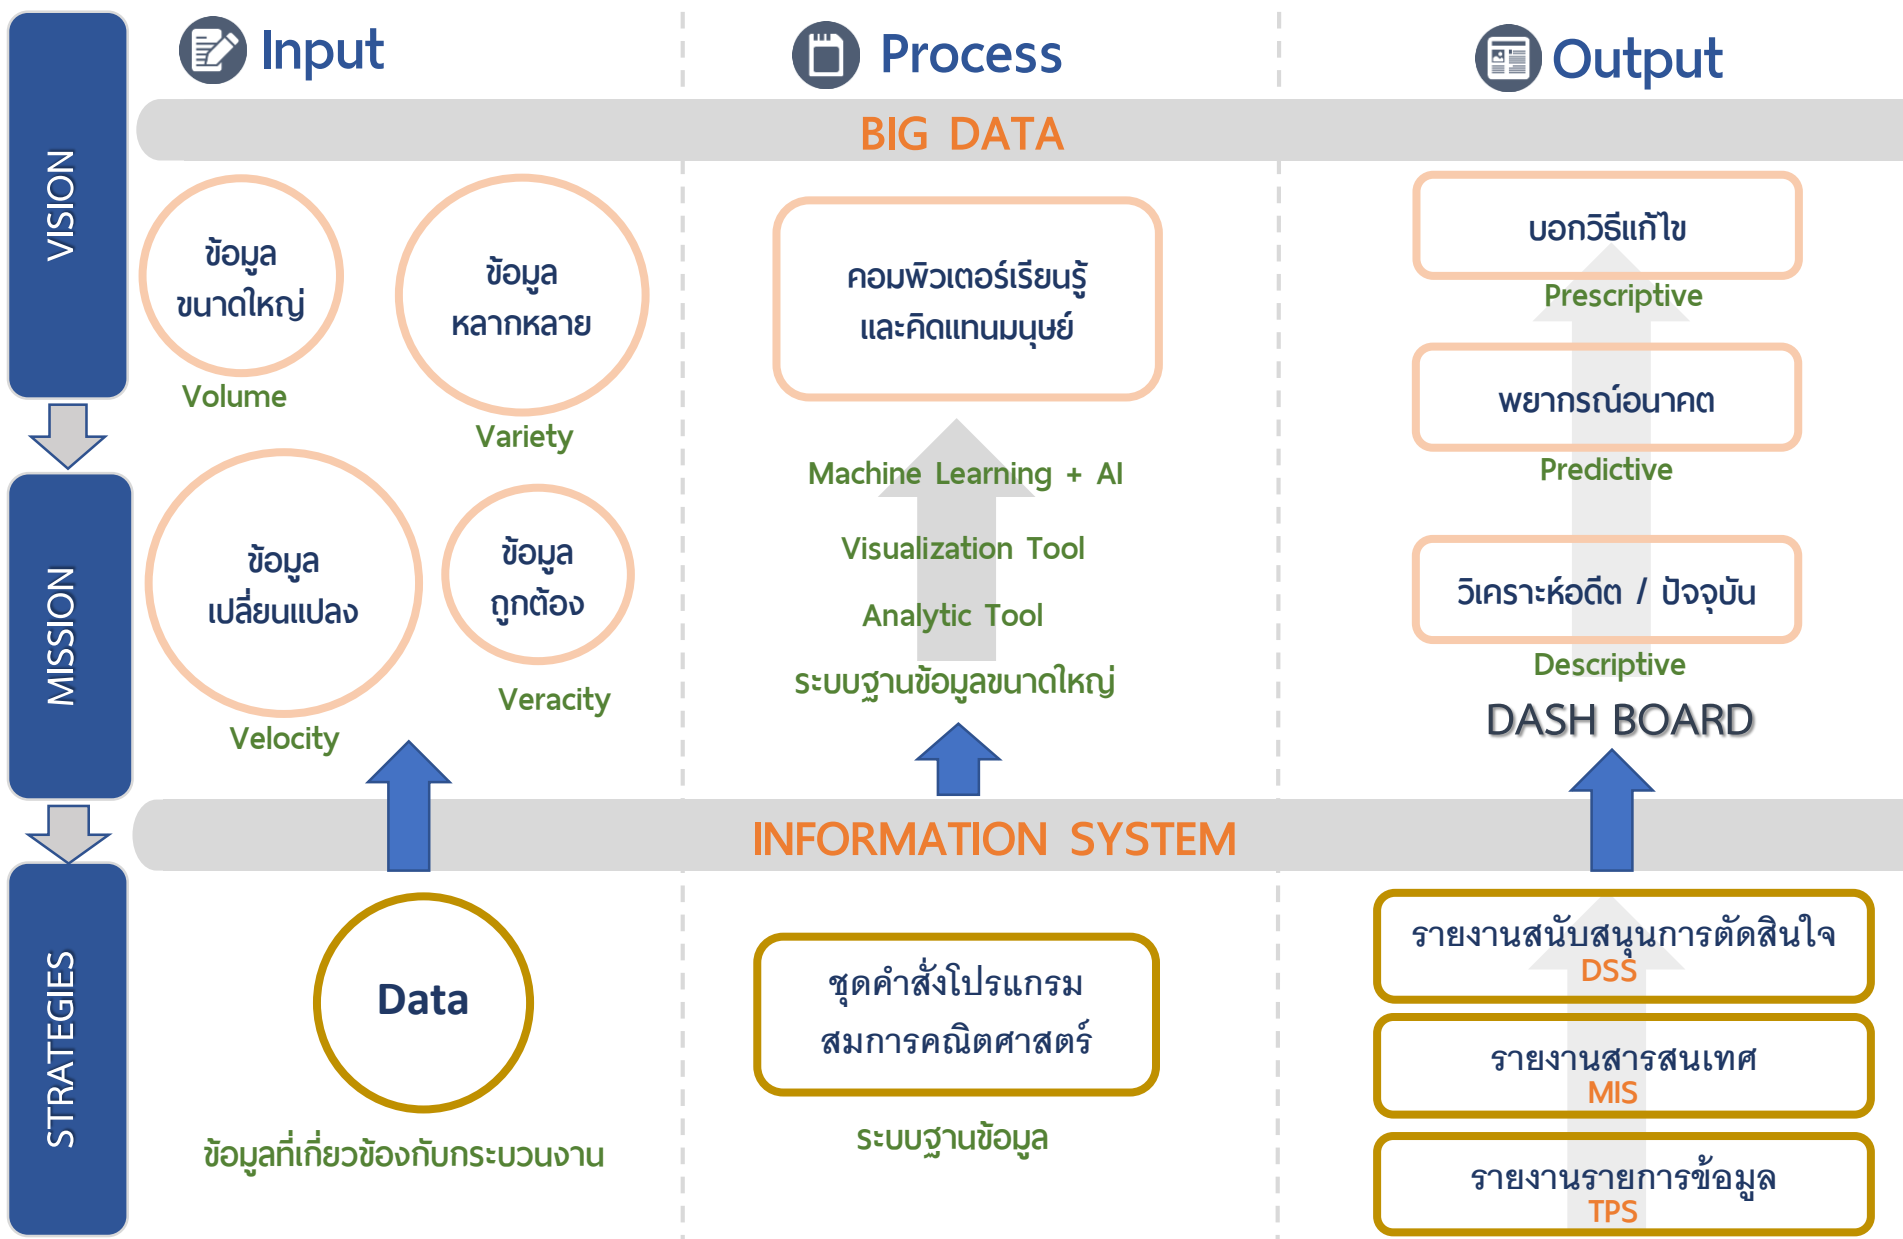 Input
Process
Output
BIG DATA
VISION
ข้อมูล
ขนาดใหญ่
Volume
ข้อมูล
หลากหลาย
Variety
คอมพิวเตอร์เรียนรู้
และคิดแทนมนุษย์
บอกวิธีแก้ไข
Prescriptive
พยากรณ์อนาคต
Predictive
MISSION
ข้อมูล
เปลี่ยนแปลง
Velocity
ข้อมูล
ถูกต้อง
Veracity
Machine Learning + AI
Visualization Tool
Analytic Tool
ระบบฐานข้อมูลขนาดใหญ่
วิเคราะห์อดีต / ปัจจุบัน
Descriptive
DASH BOARD
INFORMATION SYSTEM
STRATEGIES
Data
ข้อมูลที่เกี่ยวข้องกับกระบวนงาน
ชุดคำสั่งโปรแกรม
สมการคณิตศาสตร์
ระบบฐานข้อมูล
รายงานสนับสนุนการตัดสินใจ
DSS
รายงานสารสนเทศ
MIS
รายงานรายการข้อมูล
TPS